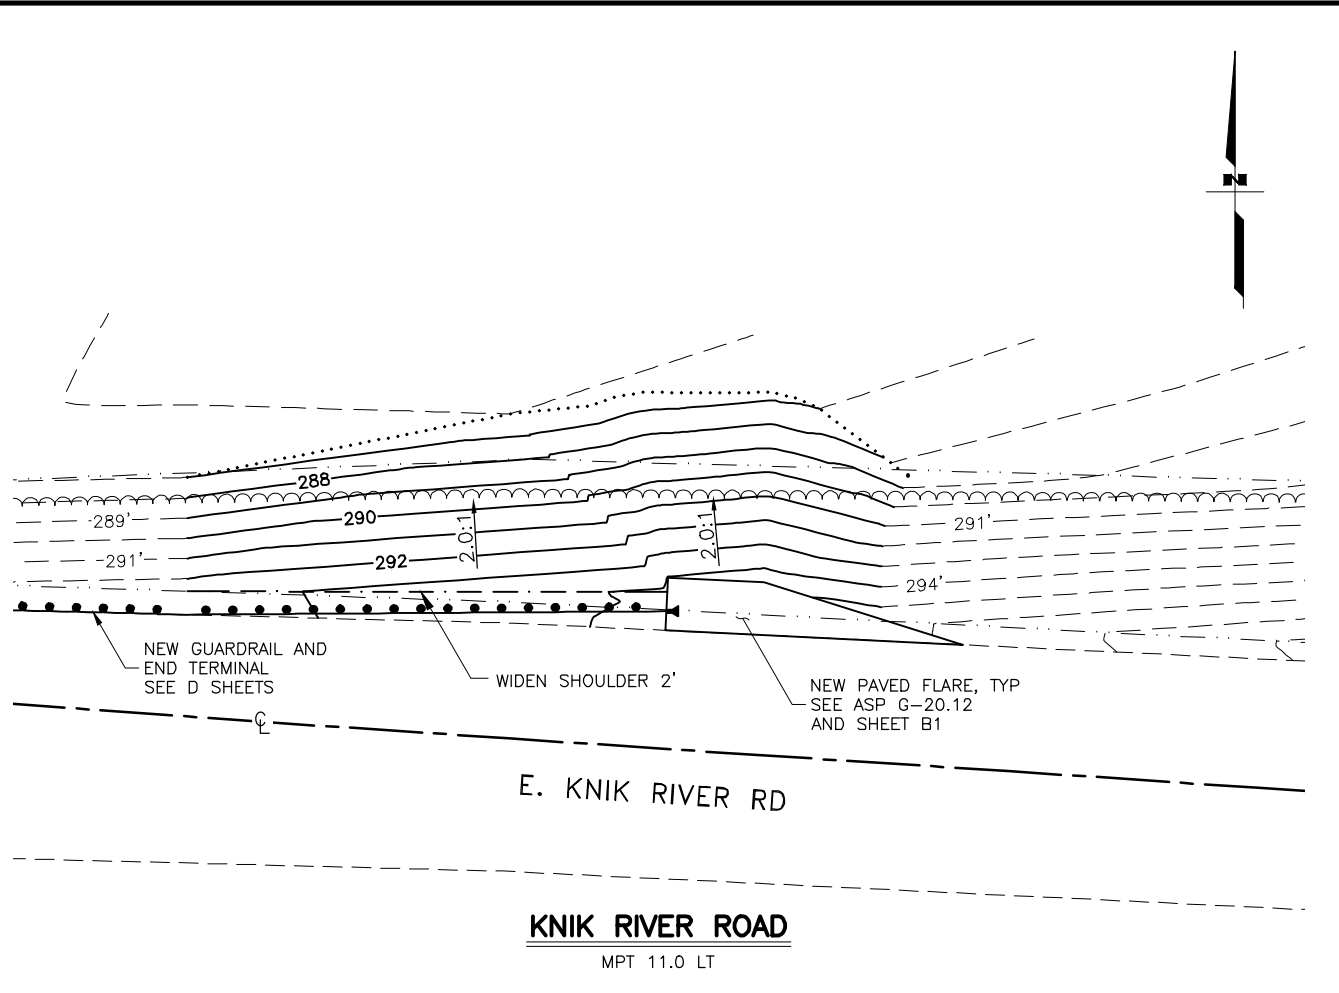 N
288
289'
290
2.0:1
2.0:1
291'
291'
292
294'
NEW GUARDRAIL AND
END TERMINAL
SEE D SHEETS
WIDEN SHOULDER 2'
NEW PAVED FLARE, TYP
SEE ASP G-20.12
AND SHEET B1
CL
E. KNIK RIVER RD
KNIK RIVER ROAD
MPT 11.0 LT